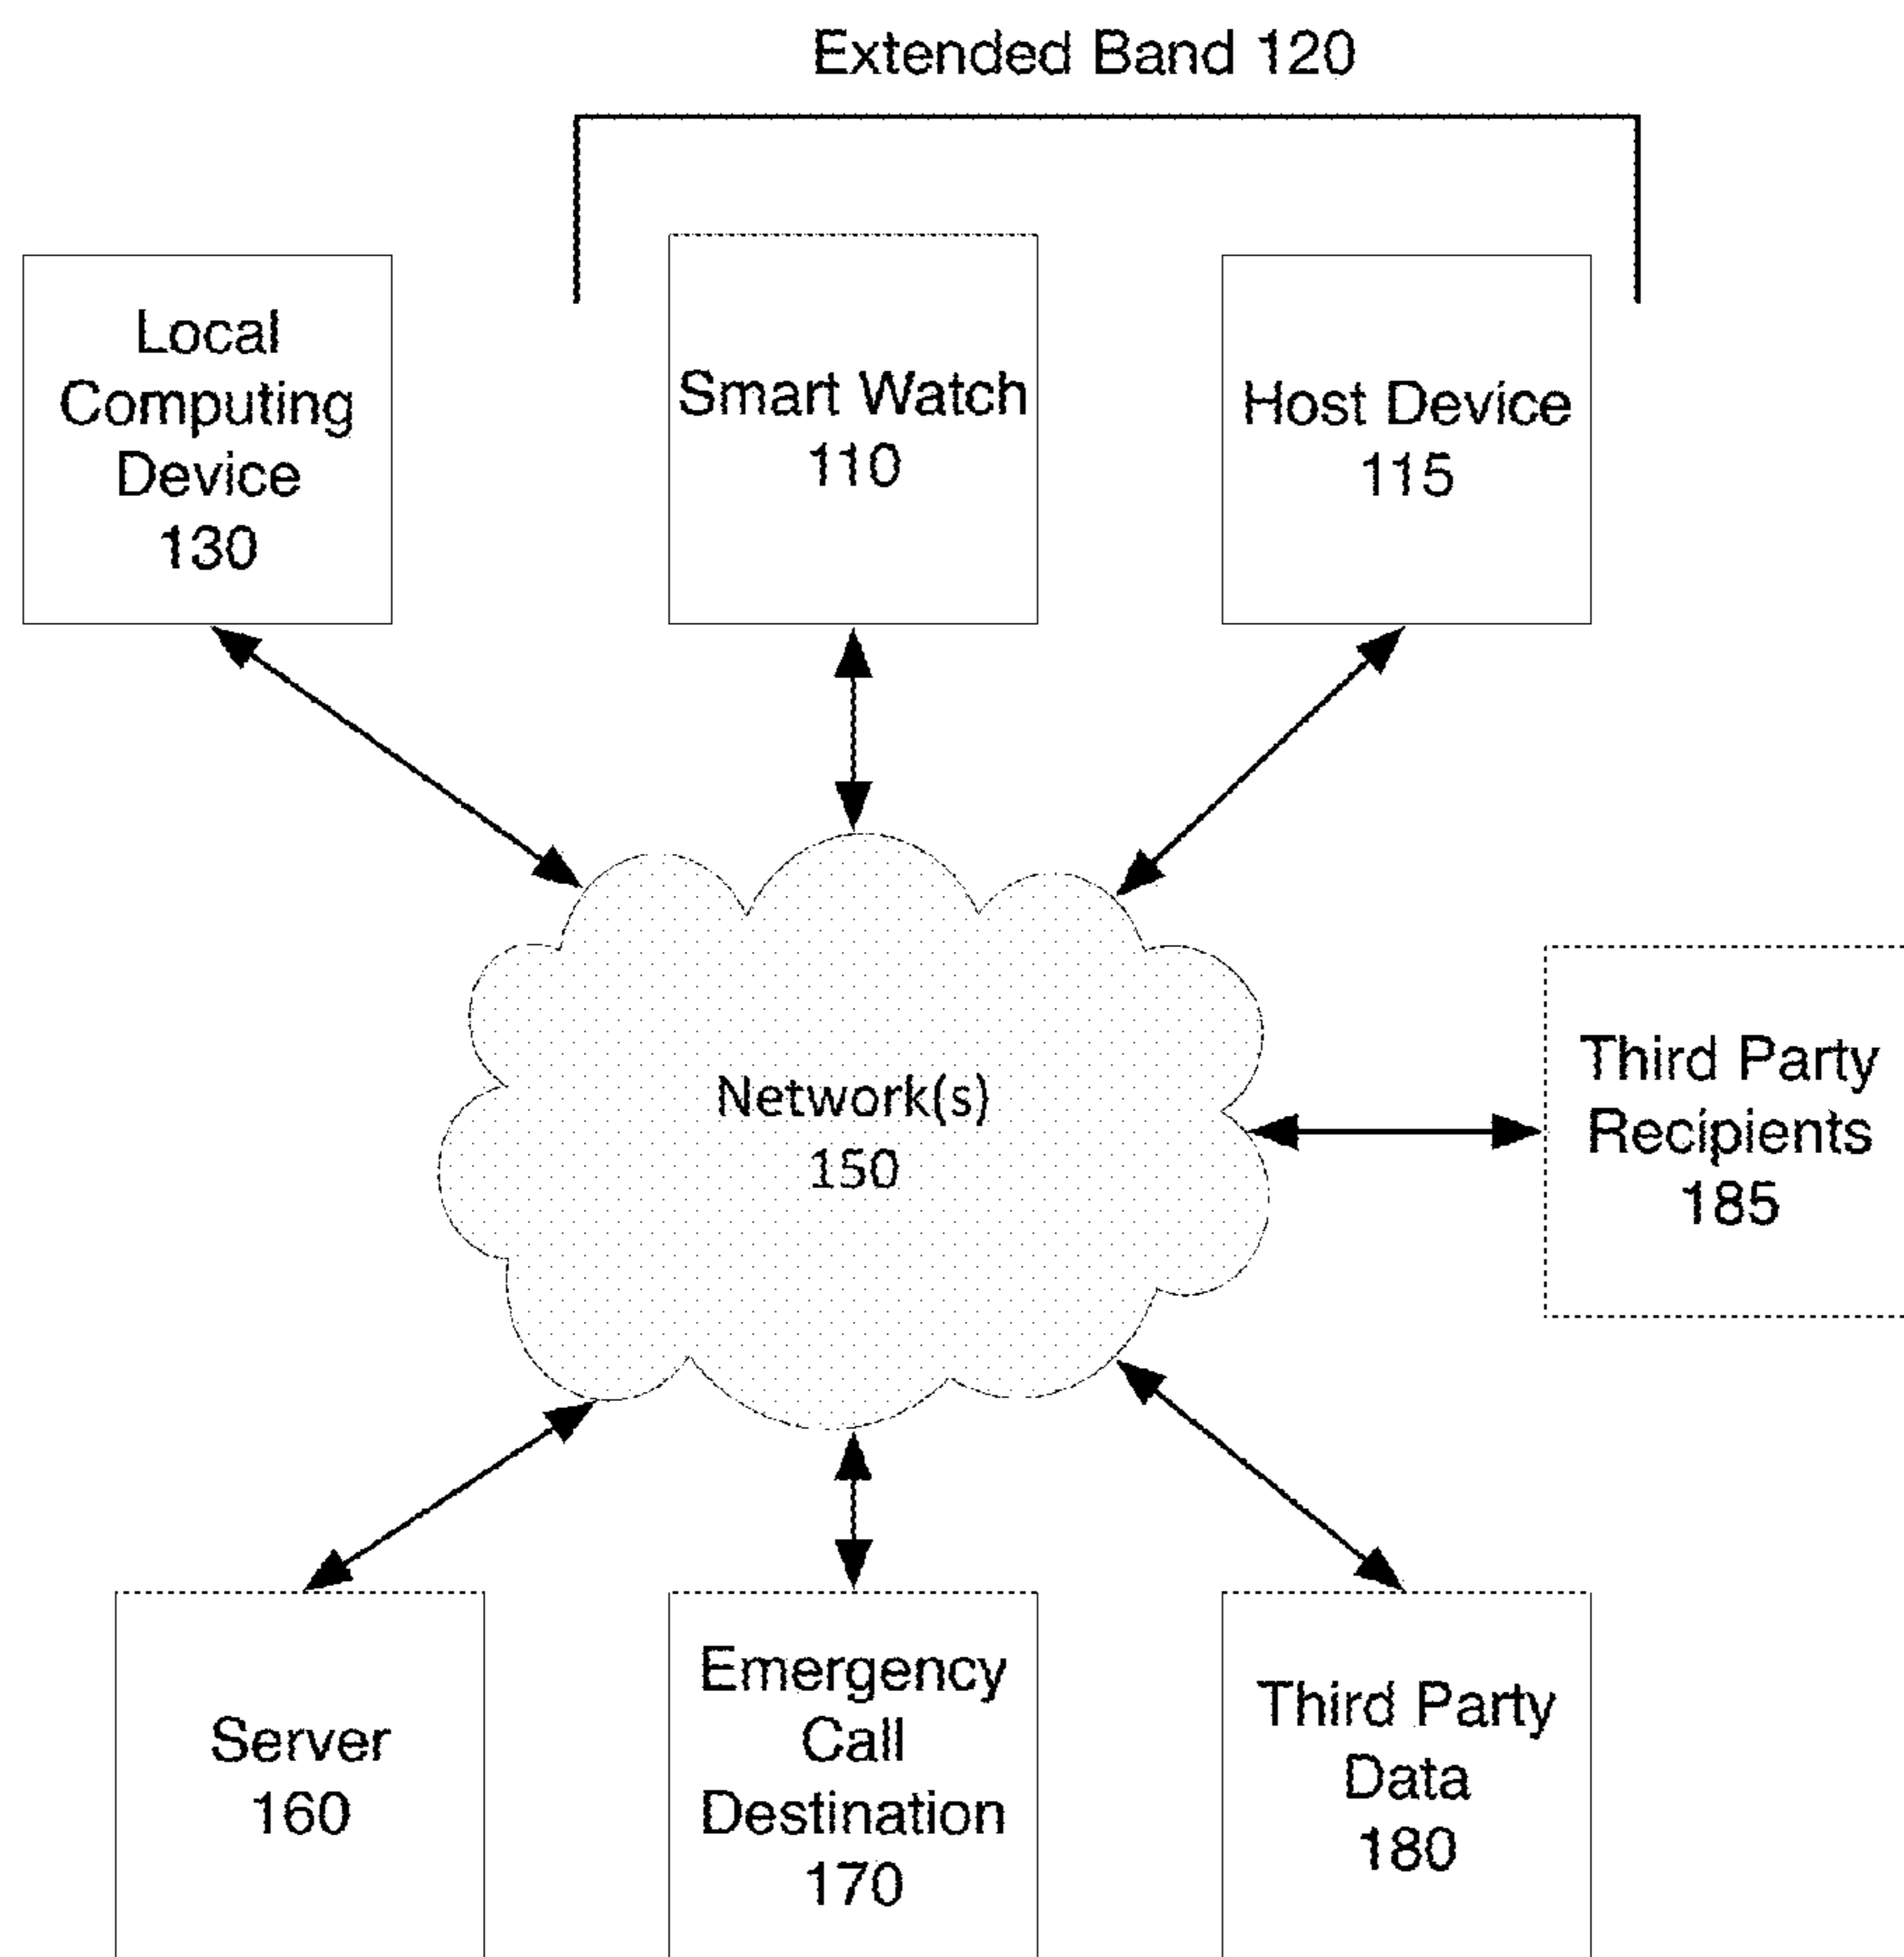 Extended Band 120
Local
Computing
Device
130
Smart Watch
110
Host Device
115
Network(s)
150
Third Party
Recipients
185
Server
160
Emergency
Call
Destination
170
Third Party
Data
180